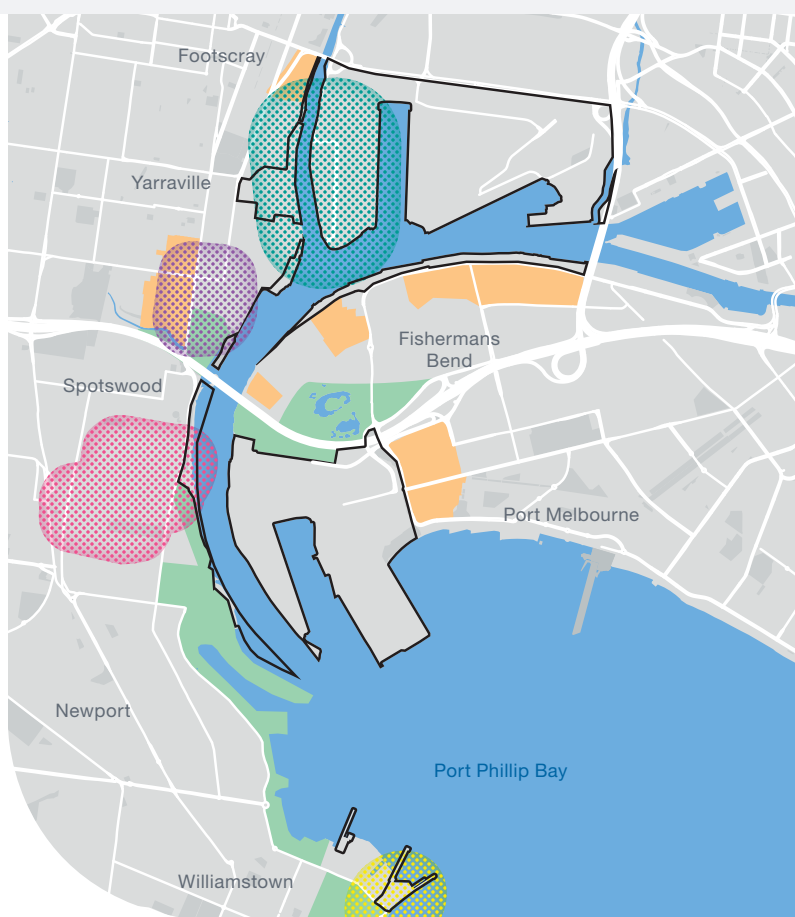 Footscray
Yarraville
Fishermans
Bend
Spotswood
Port Melbourne
Newport
Port Phillip Bay
Williamstown